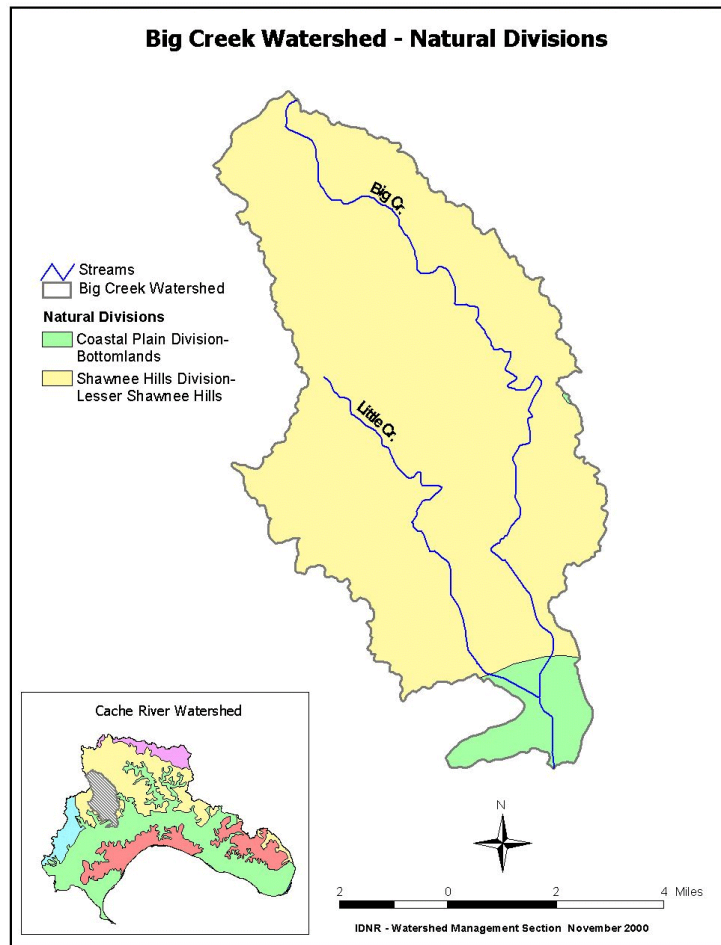 Big Creek Watershed - Natural Divisions
Big Cr.
Streams
Big Creek Watershed
Natural Divisions
Coastal Plain Division-
Bottomlands
Shawnee Hills Division-
Lesser Shawnee Hills
Little Cr.
Cache River Watershed
N
2 0 2 4 Miles
IDNR - Watershed Management Section November 2000